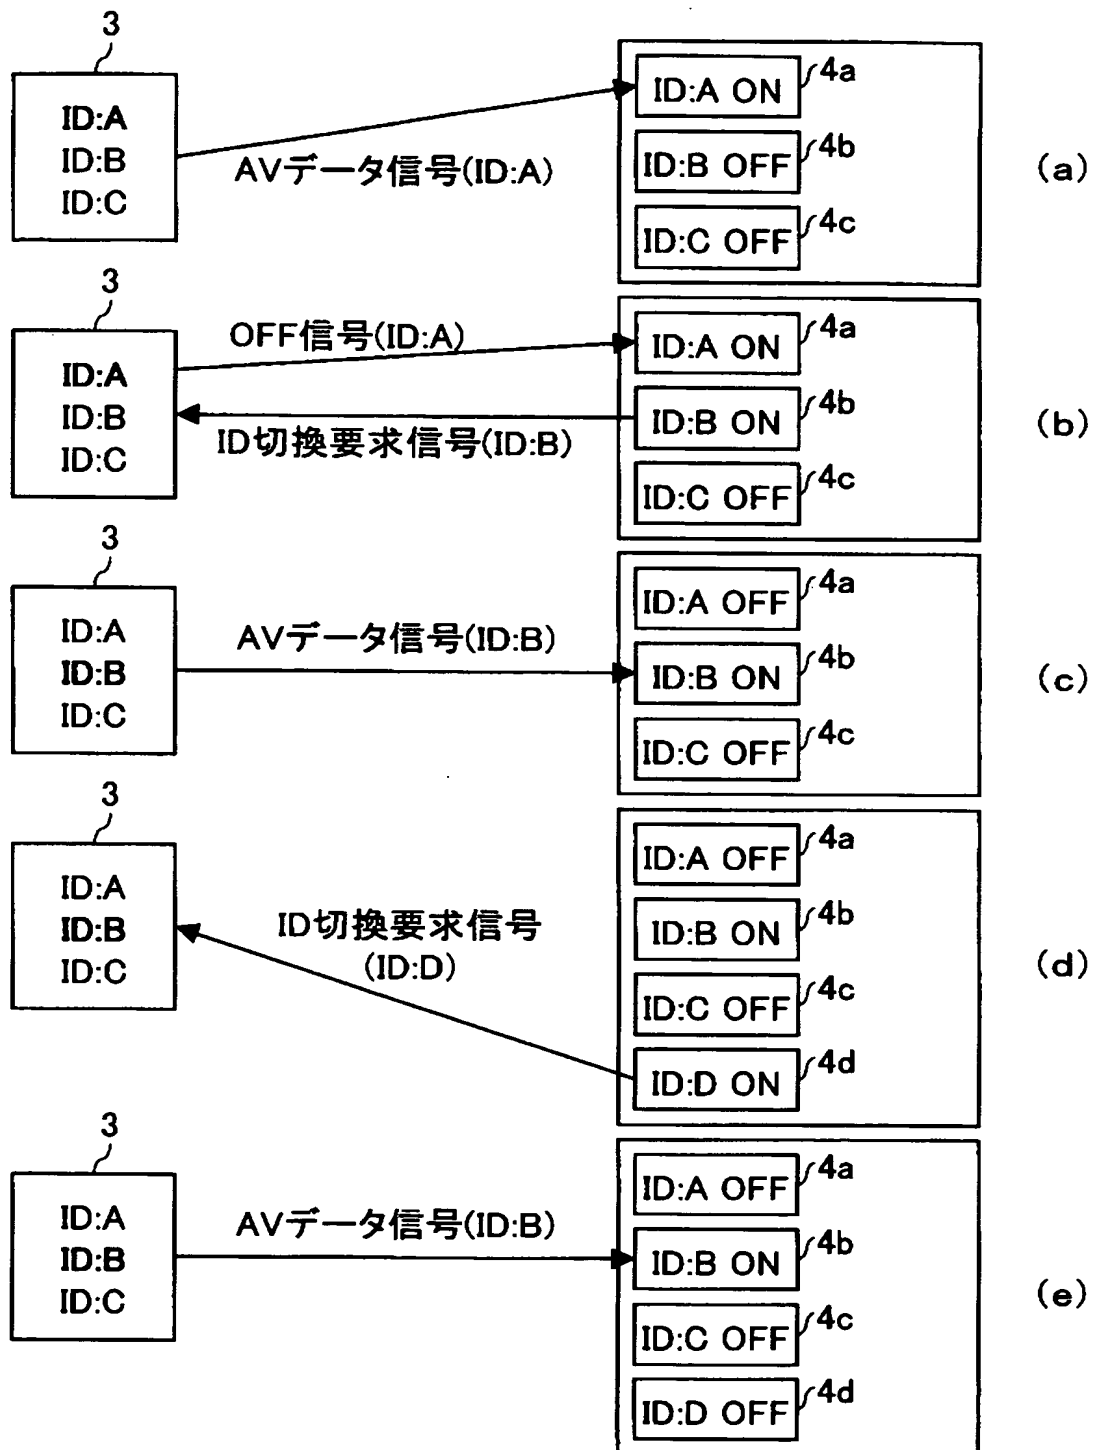 3
ID:A
ID:B
ID:C
AVデータ信号(ID:A)
ID:A ON
4a
ID:B OFF
4b
ID:C OFF
4c
(a)
3
ID:A
ID:B
ID:C
OFF信号(ID:A)
ID切換要求信号(ID:B)
ID:A ON
4a
ID:B ON
4b
ID:C OFF
4c
(b)
3
ID:A
ID:B
ID:C
AVデータ信号(ID:B)
ID:A OFF
4a
ID:B ON
4b
ID:C OFF
4c
(c)
3
ID:A
ID:B
ID:C
ID切換要求信号
(ID:D)
ID:A OFF
4a
ID:B ON
4b
ID:C OFF
4c
ID:D ON
4d
(d)
3
ID:A
ID:B
ID:C
AVデータ信号(ID:B)
ID:A OFF
4a
ID:B ON
4b
ID:C OFF
4c
ID:D OFF
4d
(e)